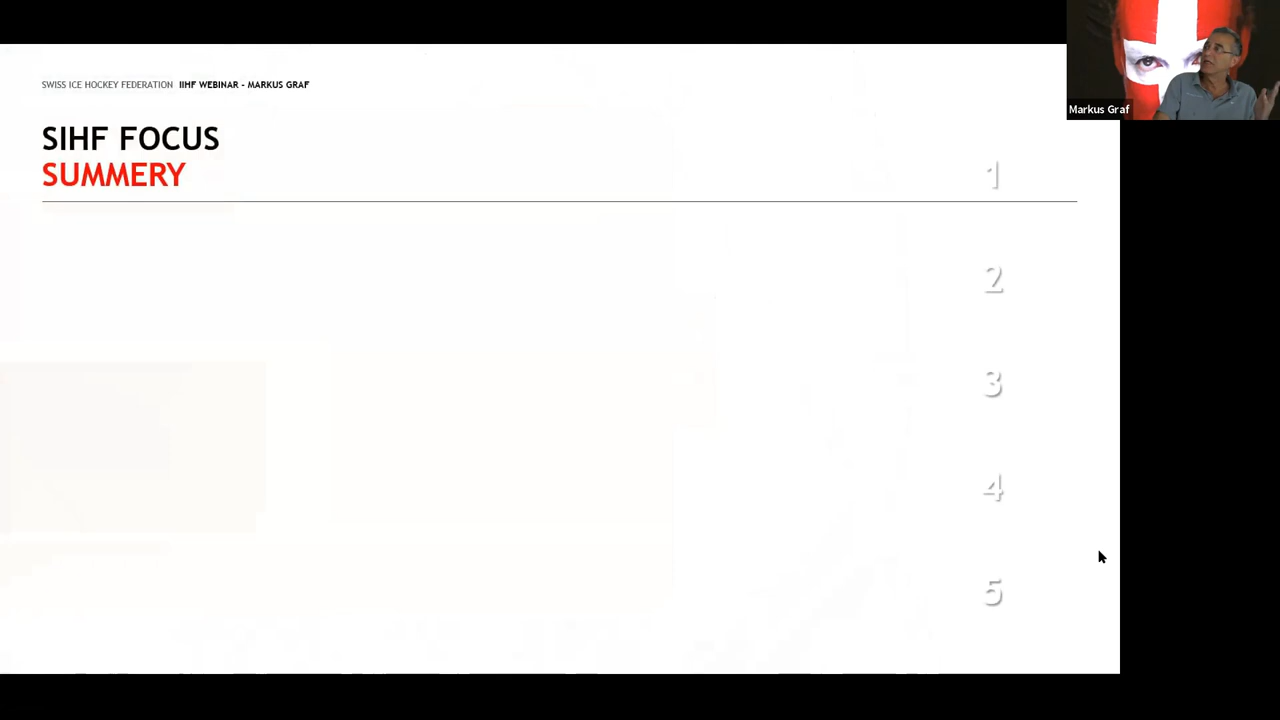 SWISS ICE HOCKEY FEDERATION IIHF WEBINAR - MARKUS GRAF
SIHF FOCUS
SUMMERY
1
2
3
4
5
Markus Graf